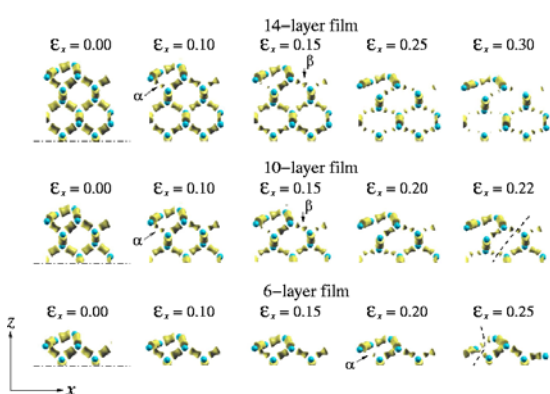 14−layer film
εx = 0.00 εx = 0.10 εx = 0.15 εx = 0.25 εx = 0.30
β
α
10−layer film
εx = 0.00 εx = 0.10 εx = 0.15 εx = 0.20 εx = 0.22
β
α
6−layer film
εx = 0.00 εx = 0.10 εx = 0.15 εx = 0.20 εx = 0.25
z
α
x